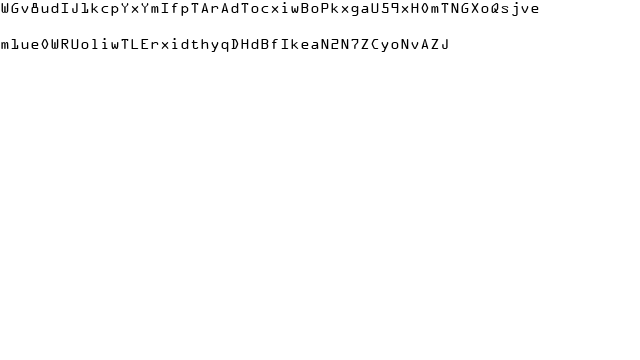 WGv8udIJ1kcpYxYmIfpTArAdTocxiwBoPkxgaU59xH0mTNGXoQsjve
m1ue0WRUoliwTLErxidthyqDHdBfIkeaN2N7ZCyoNvAZJ